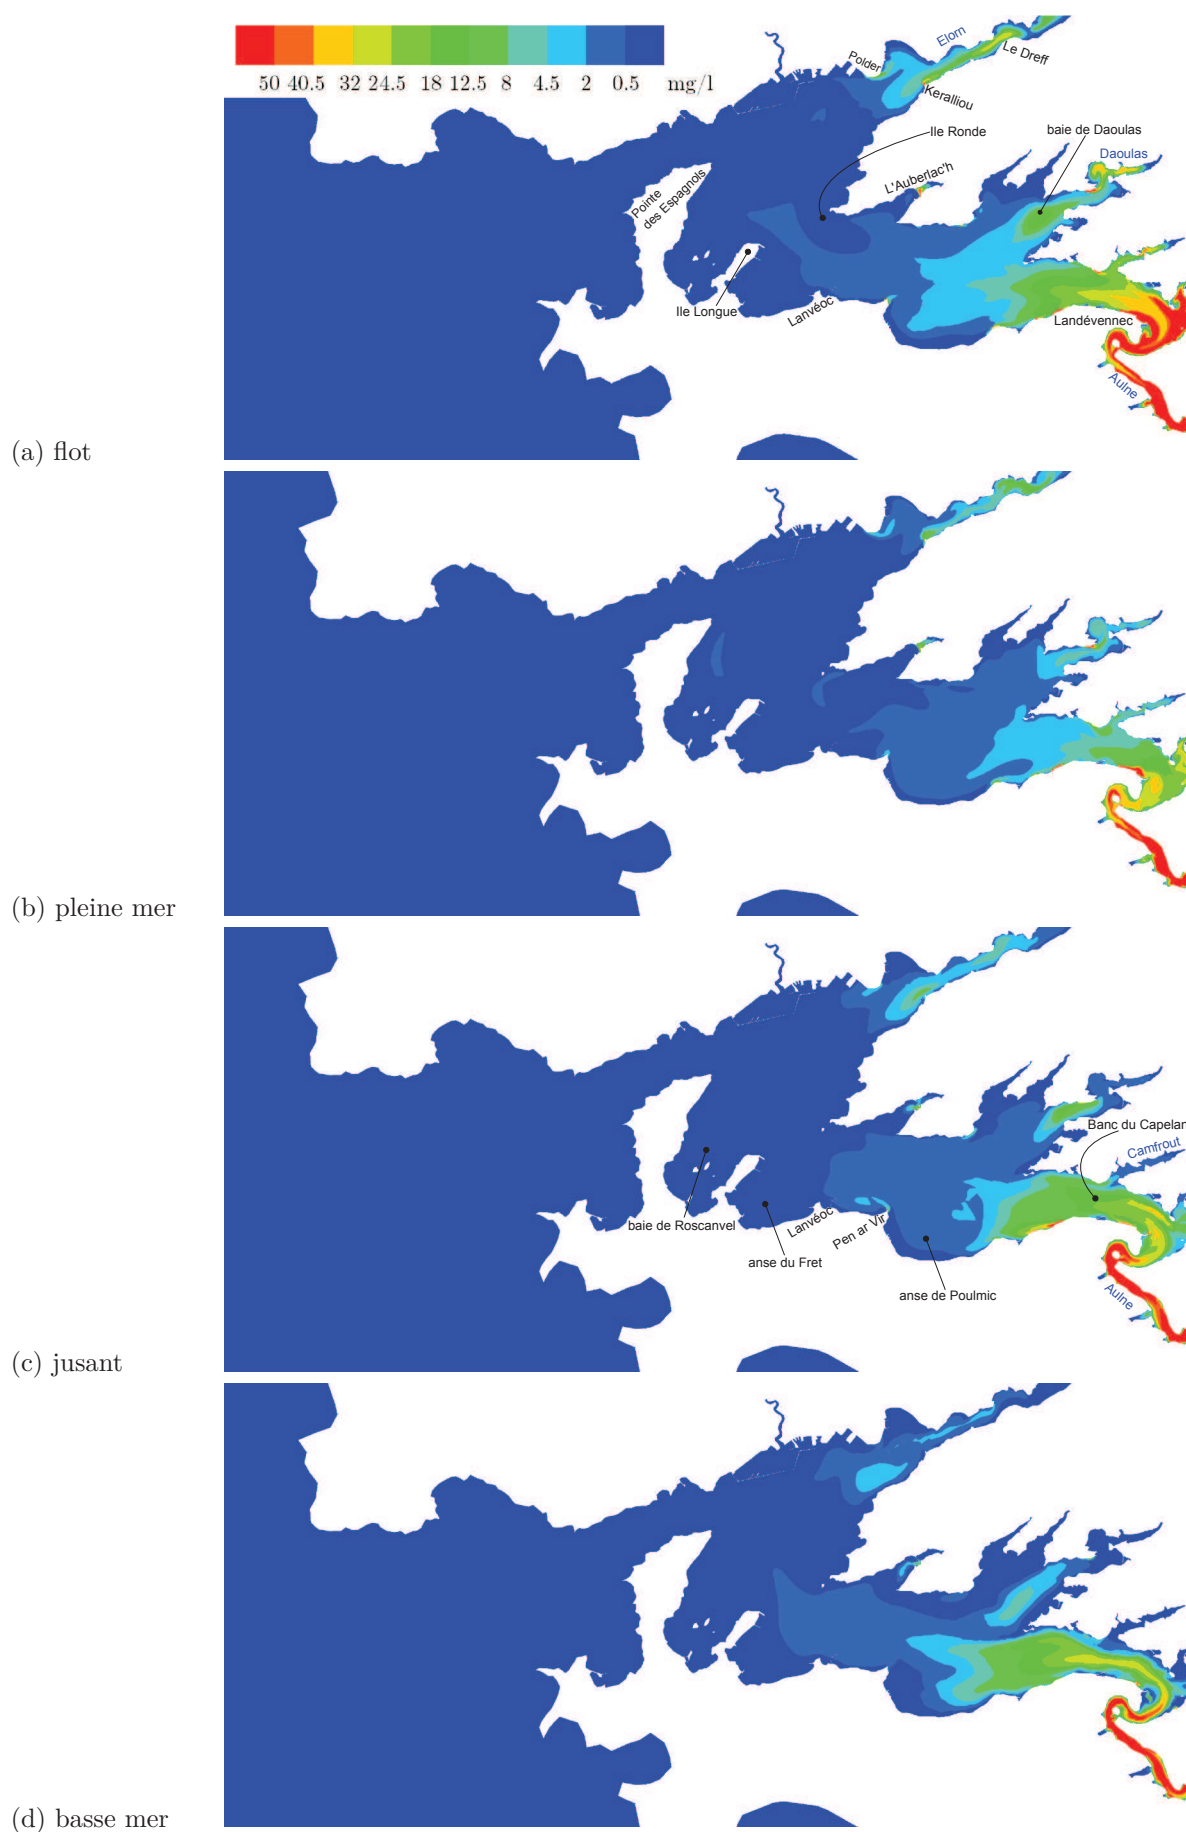 50 40.5 32 24.5 18 12.5 8 4.5 2 0.5 mg/l
Elorn
Le Dreff
Polder
Keralliou
Ile Ronde
baie de Daoulas
Daoulas
L'Auberlac'h
Pointe
des Espagnols
Ile Longue
Lanvéoc
Landévennec
Aulne
(a) flot
(b) pleine mer
Banc du Capelan
Camfrout
baie de Roscanvel
Lanvéoc
Pen ar Vir
anse du Fret
anse de Poulmic
Aulne
(c) jusant
(d) basse mer